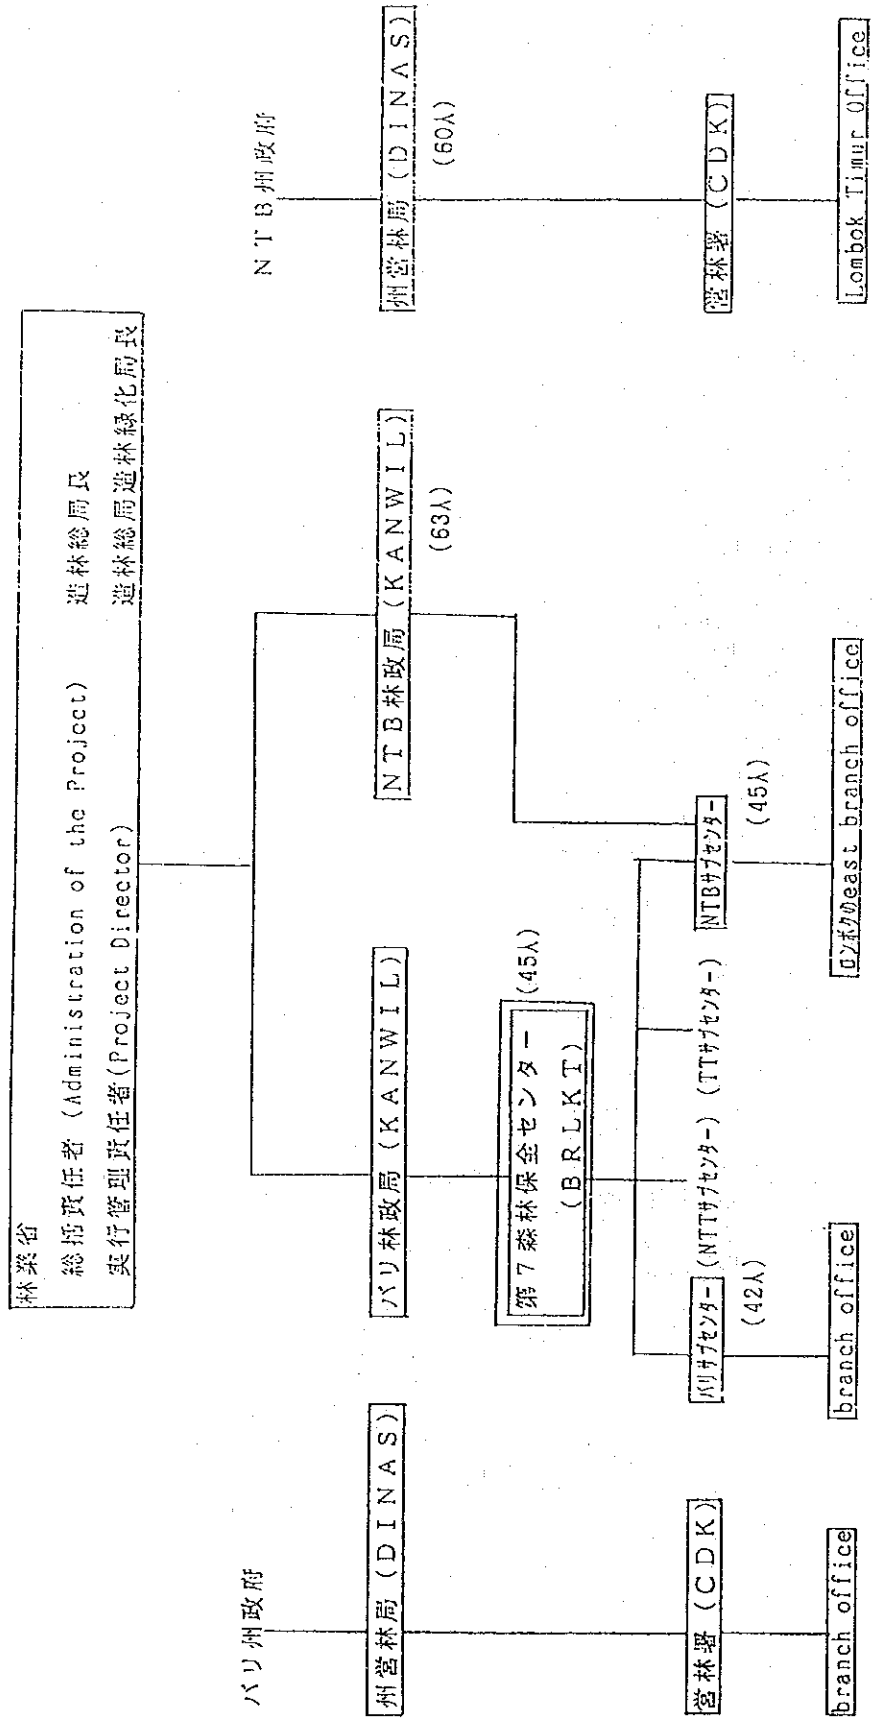 林業省
総括責任者 (Administration of the Project) 造林総局長
実行管理責任者(Project Director) 造林総局造林緑化局長
バリ州政府
NTB州政府
州営林局 (DINAS)
バリ林政局 (KANWIL)
NTB林政局 (KANWIL)
州営林局 (DINAS)
(63人)
(60人)
第7森林保全センター
(BRLKT)
(45人)
営林署 (CDK)
バリサブセンター
(NTTサブセンター)
(TTサブセンター)
NTBサブセンター
営林署 (CDK)
(42人)
(45人)
branch office
branch office
ロンボクのeast branch office
Lombok Timur Office